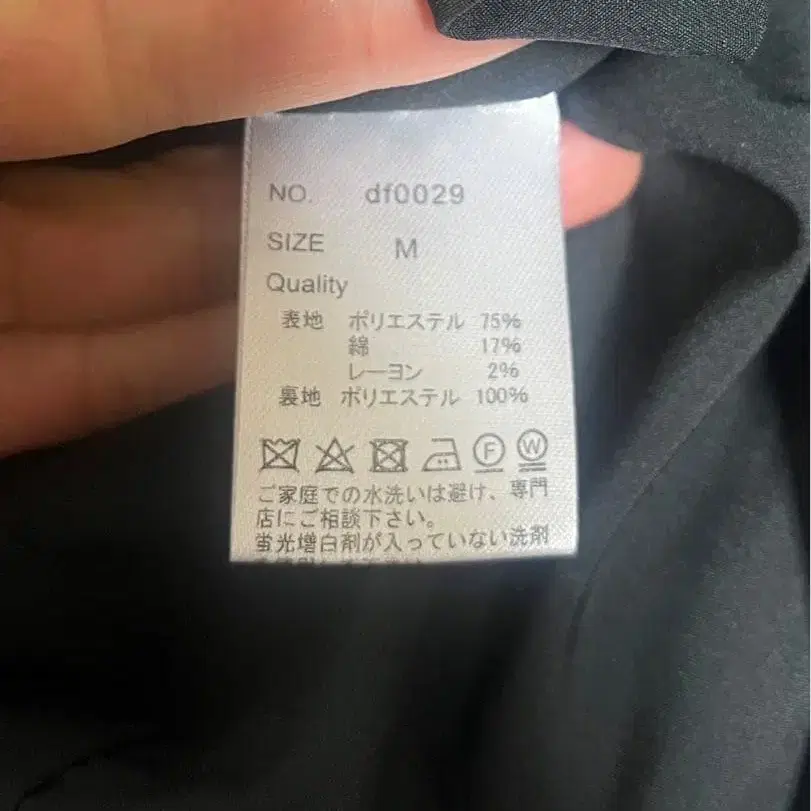 NO. df0029
SIZE M
Quality
表地 ポリエステル 75%
綿 17%
レーヨン 2%
裏地 ポリエステル 100%
F W
ご家庭での水洗いは避け、専門
店にご相談下さい。
蛍光増白剤が入っていない洗剤